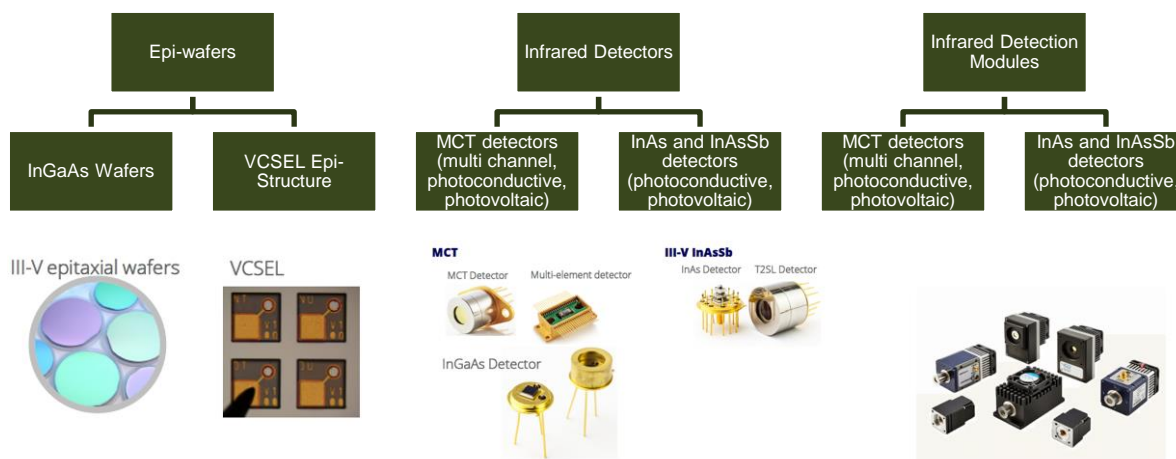 Epi-wafers
InGaAs Wafers
VCSEL Epi-
Structure
Infrared Detectors
MCT detectors
(multi channel,
photoconductive,
photovoltaic)
InAs and InAsSb
detectors
(photoconductive,
photovoltaic)
Infrared Detection
Modules
MCT detectors
(multi channel,
photoconductive,
photovoltaic)
InAs and InAsSb
detectors
(photoconductive,
photovoltaic)
III-V epitaxial wafers
VCSEL
MCT
MCT Detector
Multi-element detector
InGaAs Detector
III-V InAsSb
InAs Detector
T2SL Detector